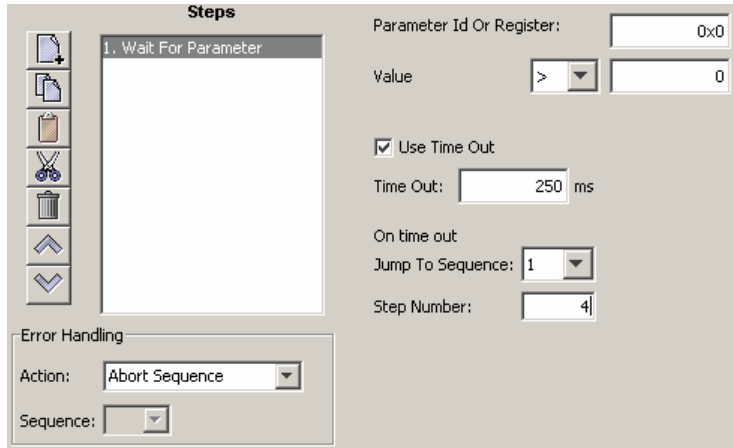 Steps
1. Wait For Parameter
Parameter Id Or Register: 0x0
Value > 0
Use Time Out
Time Out: 250 ms
On time out
Jump To Sequence: 1
Step Number: 4
Error Handling
Action: Abort Sequence
Sequence: